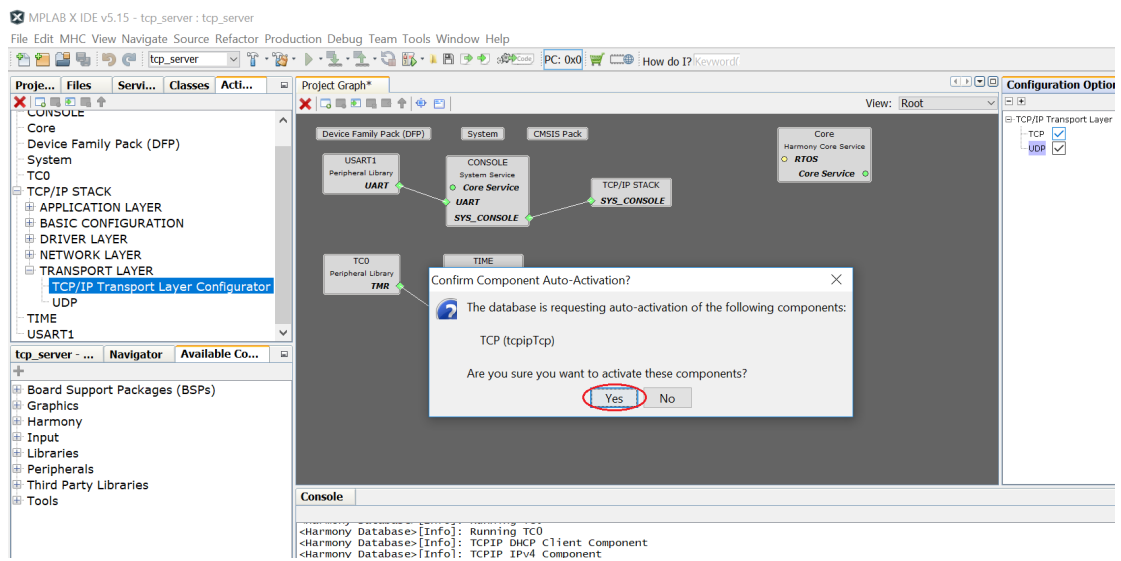 MPLAB X IDE v5.15 - tcp_server : tcp_server
File Edit MHC View Navigate Source Refactor Production Debug Team Tools Window Help
tcp_server
PC: 0x0
How do I?
Proje... Files Servi... Classes Acti...
CONSOLE
Core
Device Family Pack (DFP)
System
TC0
TCP/IP STACK
APPLICATION LAYER
BASIC CONFIGURATION
DRIVER LAYER
NETWORK LAYER
TRANSPORT LAYER
TCP/IP Transport Layer Configurator
UDP
TIME
USART1
tcp_server - ... Navigator Available Co...
Board Support Packages (BSPs)
Graphics
Harmony
Input
Libraries
Peripherals
Third Party Libraries
Tools
Project Graph*
View: Root
Device Family Pack (DFP)
System
CMSIS Pack
Core
Harmony Core Service
RTOS
Core Service
USART1
Peripheral Library
UART
CONSOLE
System Service
Core Service
UART
SYS_CONSOLE
TCP/IP STACK
SYS_CONSOLE
TC0
Peripheral Library
TMR
TIME
Confirm Component Auto-Activation?
The database is requesting auto-activation of the following components:
TCP (tcpipTcp)
Are you sure you want to activate these components?
Yes No
Console
<Harmony Database>[Info]: Running TC0
<Harmony Database>[Info]: TCPIP DHCP Client Component
<Harmony Database>[Info]: TCPIP IPv4 Component
Configuration Optior
TCP/IP Transport Layer
TCP
UDP